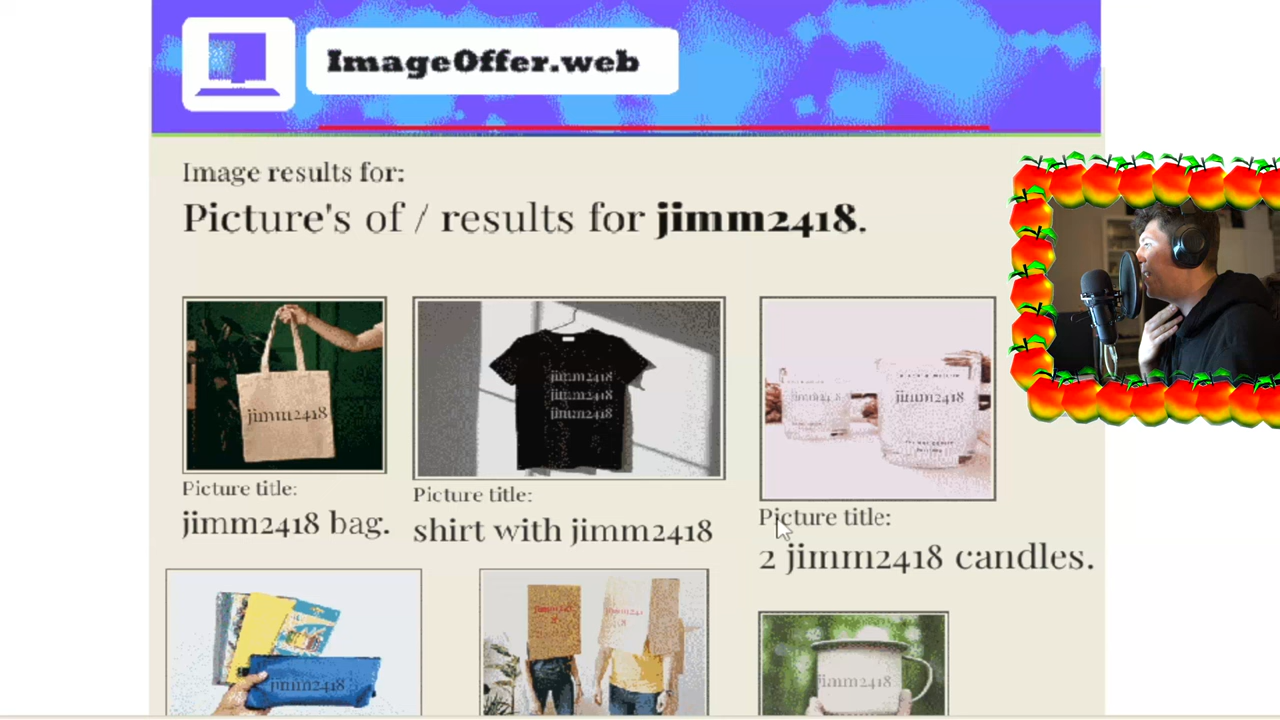 ImageOffer.web
Image results for:
Picture's of / results for jimm2418.
jimm2418
jimm2418
jimm2418
jimm2418
jimm2418
jimm2418
Picture title:
jimm2418 bag.
Picture title:
shirt with jimm2418
Picture title:
2 jimm2418 candles.
jimm2418
jimm2418